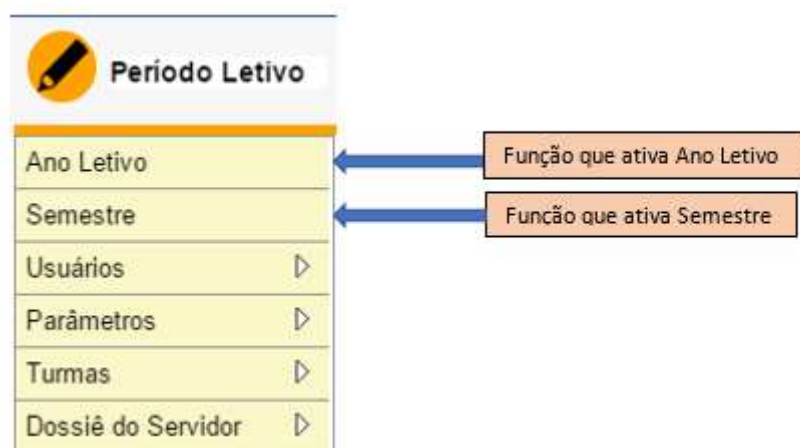 Período Letivo
Ano Letivo
Função que ativa Ano Letivo
Semestre
Função que ativa Semestre
Usuários
Parâmetros
Turmas
Dossiê do Servidor